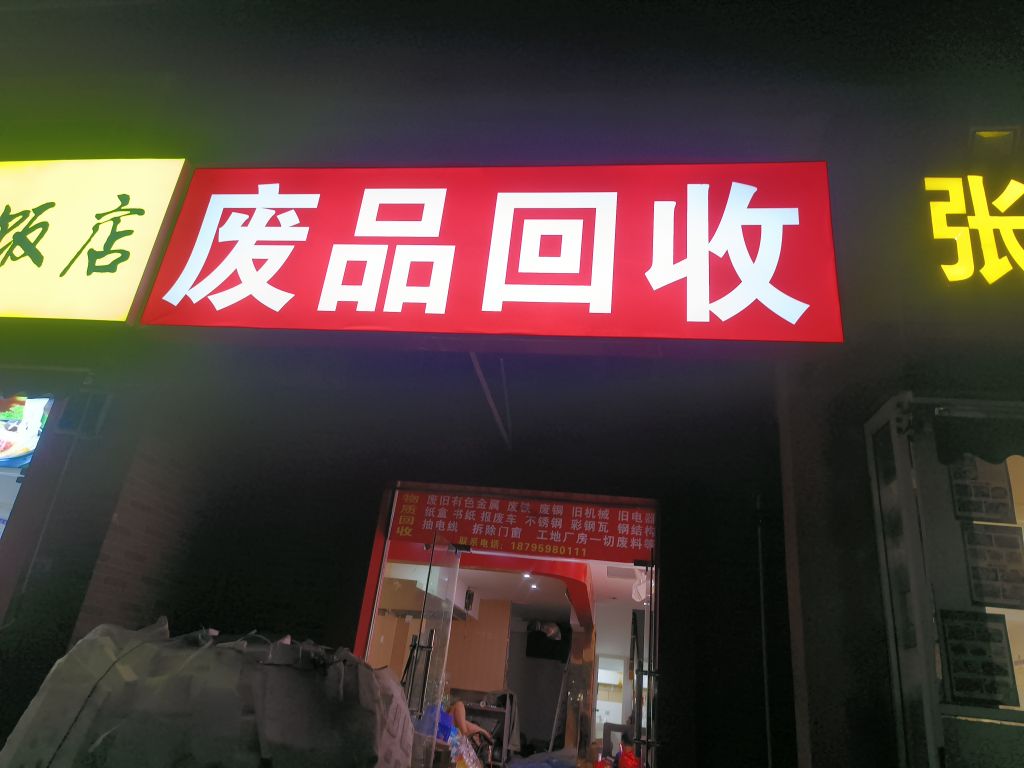 饭店
废品回收
张
物质回收
废旧有色金属 废铁 废钢 旧机械 旧电器
纸盒 书纸 报废车 不锈钢 彩钢瓦 钢结构
抽电线 拆除门窗 工地厂房一切废料等
联系电话：18795980111